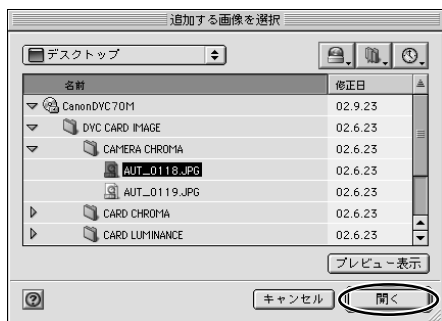 追加する画像を選択
デスクトップ
名前 修正日
CanonDYC70M 02.9.23
DYC CARD IMAGE 02.6.23
CAMERA CHROMA 02.6.23
AUT_0118.JPG 02.6.23
AUT_0119.JPG 02.6.23
CARD CHROMA 02.6.23
CARD LUMINANCE 02.6.23
プレビュー表示
? キャンセル 開く